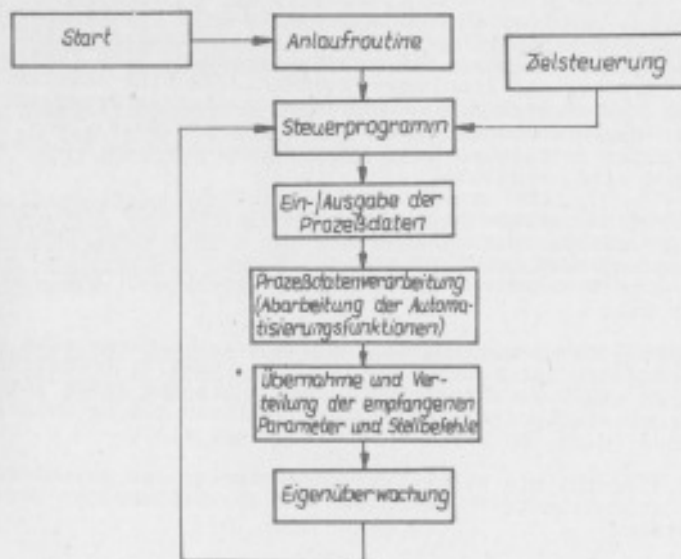 Start
Anlaufroutine
Zielsteuerung
Steuerprogramm
Ein-/Ausgabe der
Prozeßdaten
Prozeßdatenverarbeitung
(Abarbeitung der Automa-
tisierungsfunktionen)
Übernahme und Ver-
teilung der empfangenen
Parameter und Stellbefehle
Eigenüberwachung